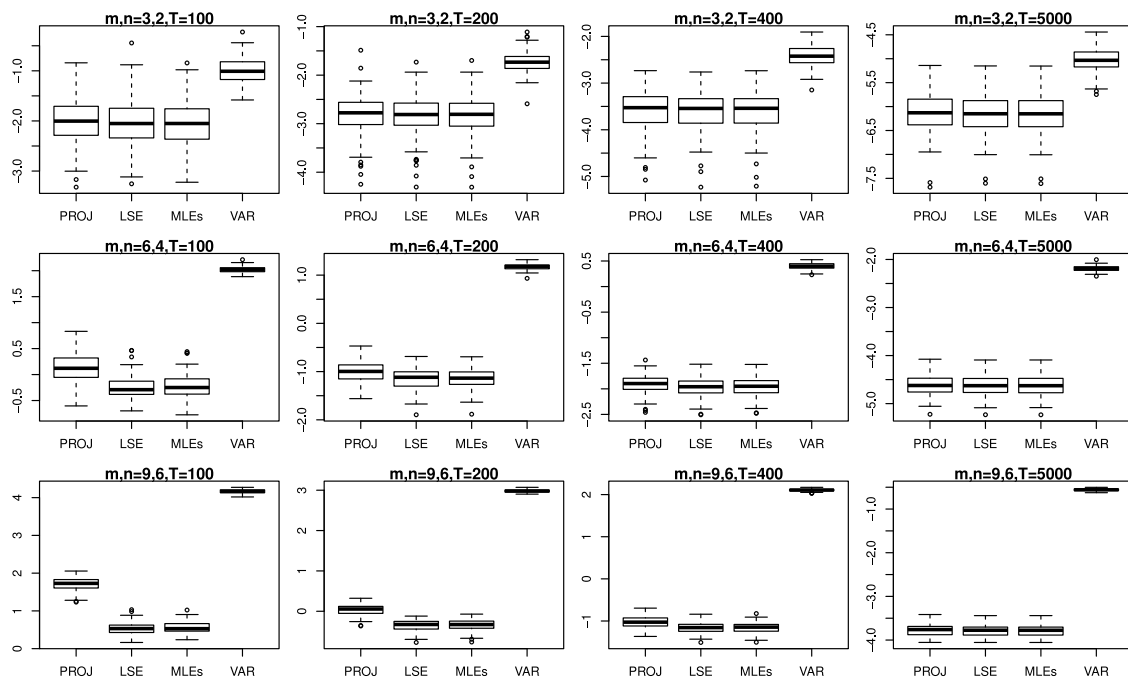 m,n=3,2,T=100
m,n=3,2,T=200
m,n=3,2,T=400
m,n=3,2,T=5000
−1.0
−2.0
−3.0
−1.0
−2.0
−3.0
−4.0
−2.0
−3.0
−4.0
−5.0
−4.5
−5.5
−6.5
−7.5
PROJ LSE MLEs VAR
PROJ LSE MLEs VAR
PROJ LSE MLEs VAR
PROJ LSE MLEs VAR
m,n=6,4,T=100
m,n=6,4,T=200
m,n=6,4,T=400
m,n=6,4,T=5000
1.5
0.5
−0.5
1.0
0.0
−1.0
−2.0
0.5
−0.5
−1.5
−2.5
−2.0
−3.0
−4.0
−5.0
PROJ LSE MLEs VAR
PROJ LSE MLEs VAR
PROJ LSE MLEs VAR
PROJ LSE MLEs VAR
m,n=9,6,T=100
m,n=9,6,T=200
m,n=9,6,T=400
m,n=9,6,T=5000
4
3
2
1
0
3
2
1
0
2
1
0
−1
−1.0
−2.0
−3.0
−4.0
PROJ LSE MLEs VAR
PROJ LSE MLEs VAR
PROJ LSE MLEs VAR
PROJ LSE MLEs VAR